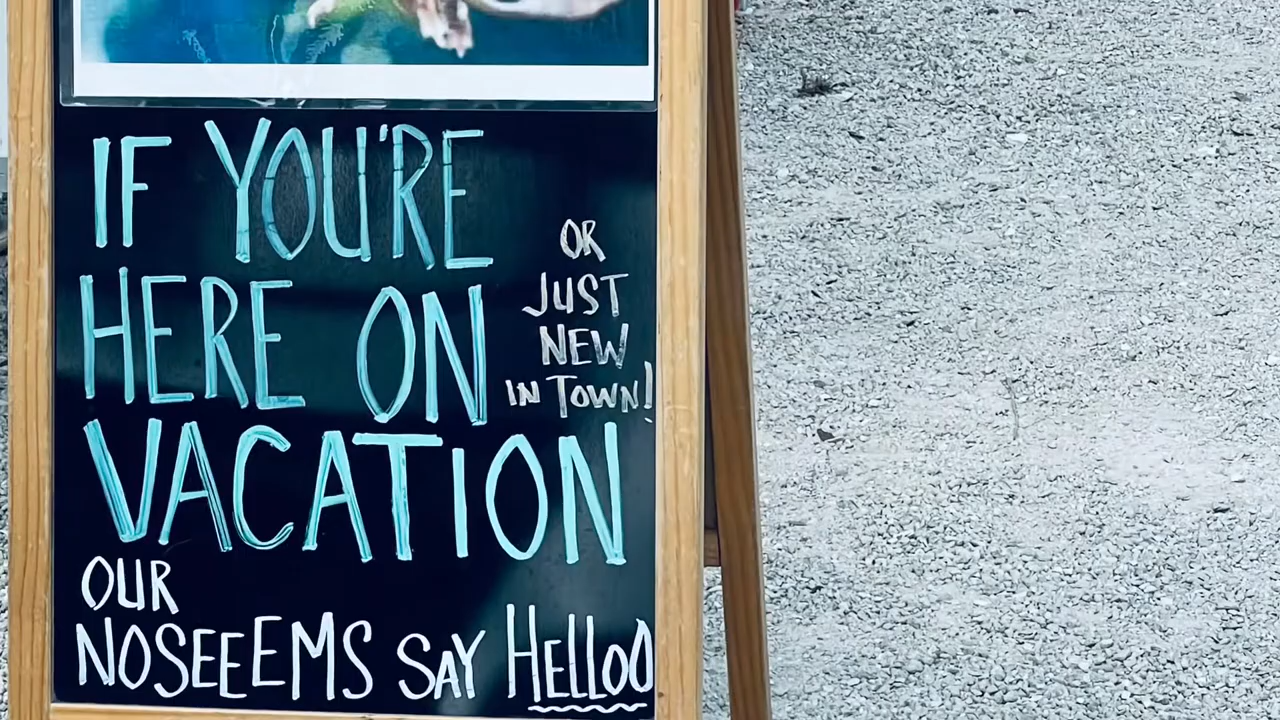 IF YOU'RE
HERE ON
VACATION
OR
JUST
NEW
IN TOWN!
OUR
NOSEEEMS SAY HELLOO